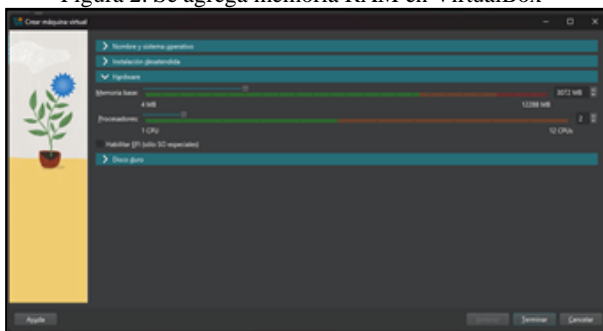 Figura 2. Se agrega memoria RAM en VirtualBox
Crear máquina virtual
Nombre y sistema operativo
Instalación desatendida
Hardware
Memoria base:
3072 MB
4 MB
12288 MB
Procesadores:
2
1 CPU
12 CPUs
Habilitar EFI (sólo SO especiales)
Disco duro
Ayuda
Terminar
Cancelar